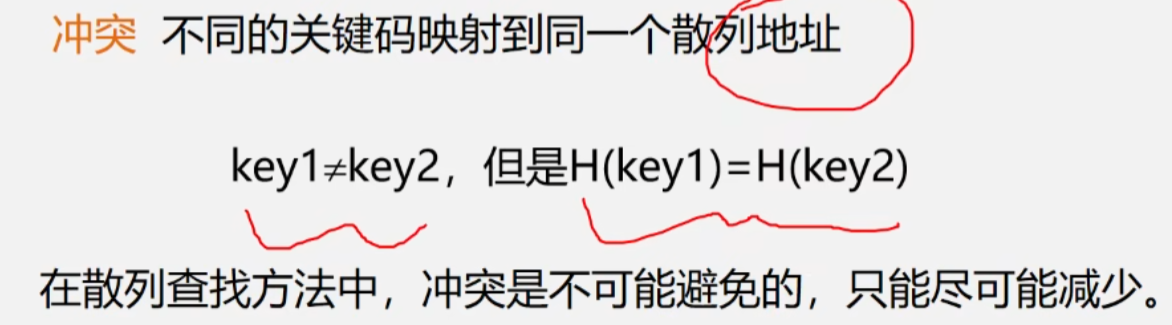 冲突 不同的关键码映射到同一个散列地址
key1≠key2，但是H(key1)=H(key2)
在散列查找方法中，冲突是不可能避免的，只能尽可能减少。